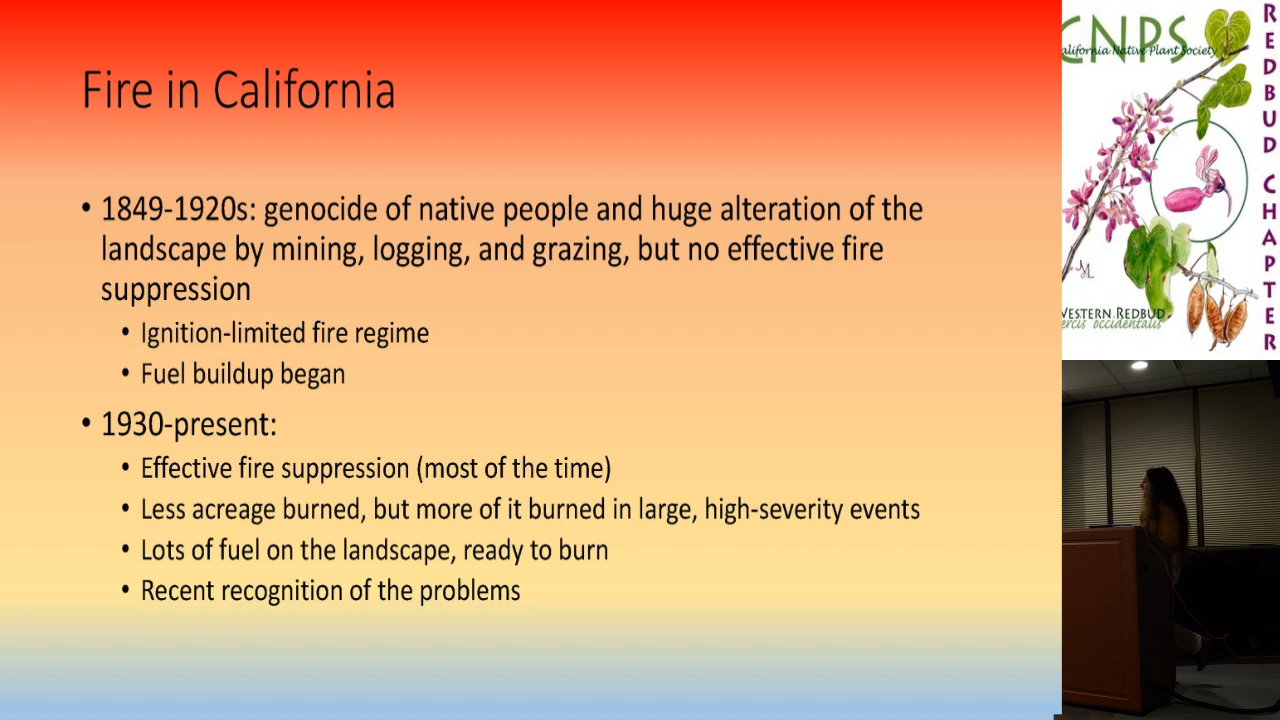 Fire in California
• 1849-1920s: genocide of native people and huge alteration of the
landscape by mining, logging, and grazing, but no effective fire
suppression
• Ignition-limited fire regime
• Fuel buildup began
• 1930-present:
• Effective fire suppression (most of the time)
• Less acreage burned, but more of it burned in large, high-severity events
• Lots of fuel on the landscape, ready to burn
• Recent recognition of the problems
CNPS
alifornia Native Plant Society
REDBUD CHAPTER
ML
WESTERN REDBUD
ercis occidentalis